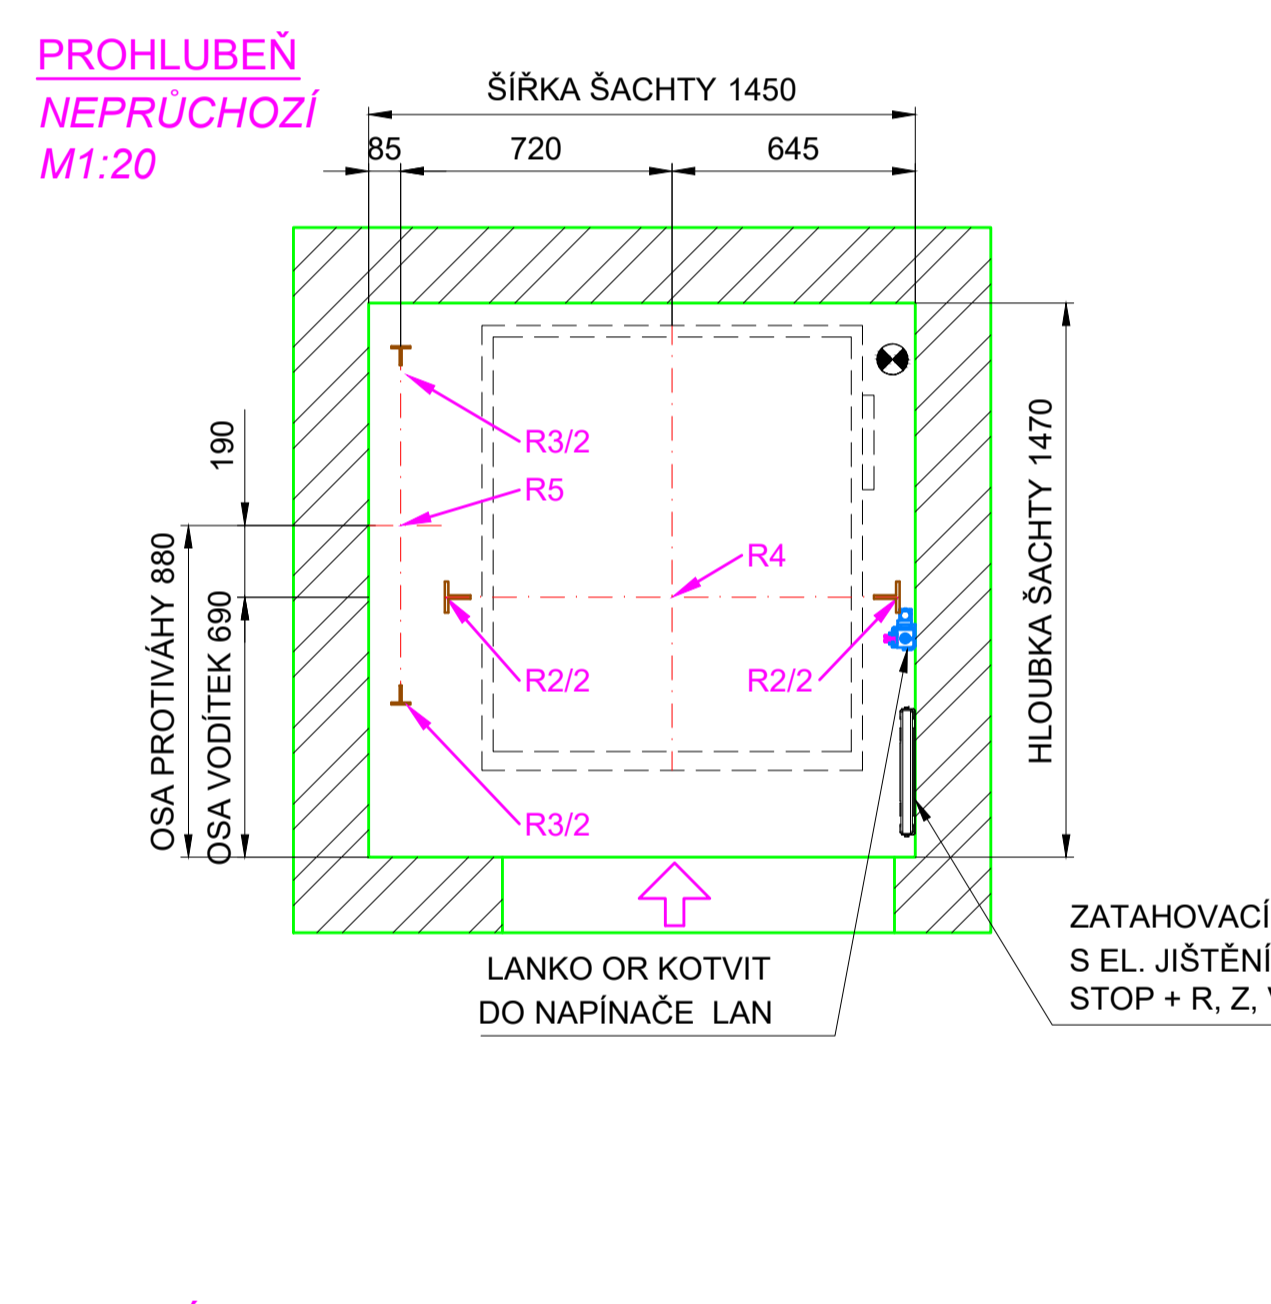 PROHLUBEŇ
NEPRŮCHOZÍ
M1:20
ŠÍŘKA ŠACHTY 1450
85
720
645
190
OSA PROTIVÁHY 880
OSA VODÍTEK 690
HLOUBKA ŠACHTY 1470
R3/2
R5
R4
R2/2
R2/2
R3/2
LANKO OR KOTVIT
DO NAPÍNAČE LAN
ZATAHOVACÍ
S EL. JIŠTĚNÍ
STOP + R, Z,